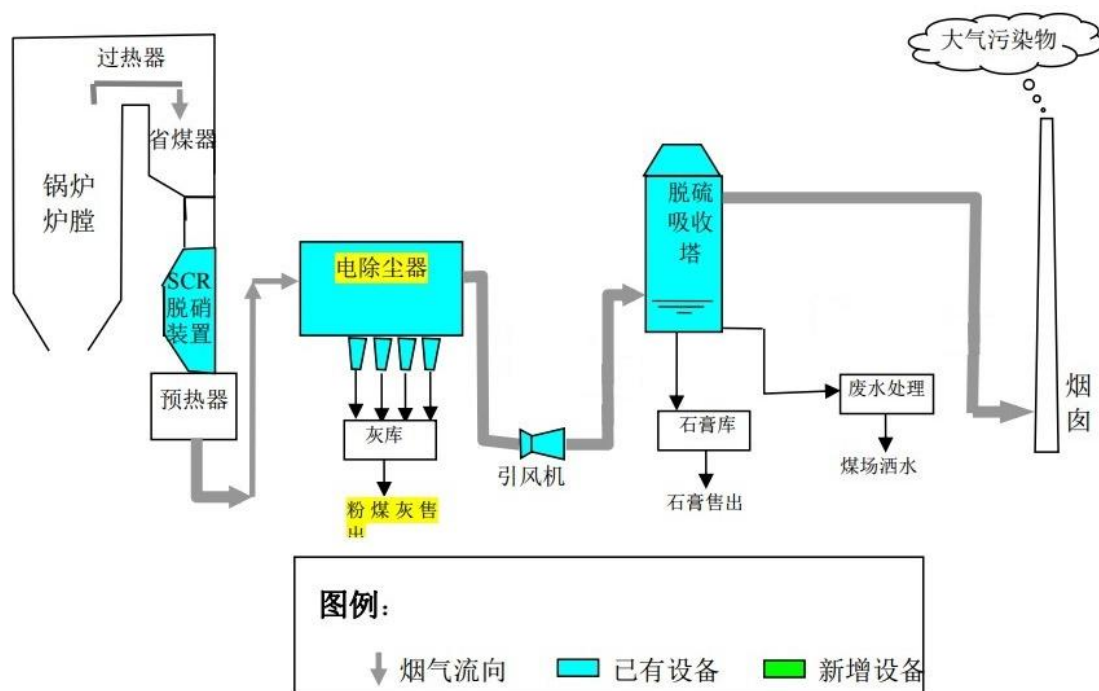 大气污染物
过热器
省煤器
锅炉
炉膛
脱硫
吸收
塔
电除尘器
SCR
脱硝
装置
预热器
废水处理
烟
囱
灰库
石膏库
引风机
煤场洒水
粉煤灰售
出
石膏售出
图例：
烟气流向
已有设备
新增设备